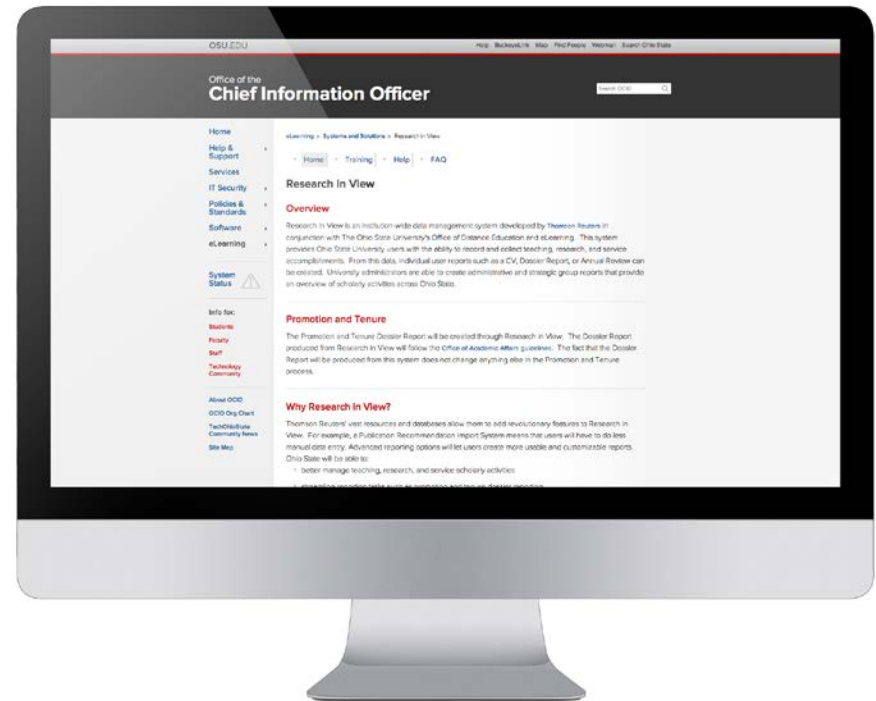 OSU.EDU
Help BuckeyeLink Map Find People Webmail Search Ohio State
Office of the
Chief Information Officer
Search OCIO
Home
Help &
Support
Services
IT Security
Policies &
Standards
Software
eLearning
System
Status
Info for:
Students
Faculty
Staff
Technology
Community
About OCIO
OCIO Org Chart
TechOhioState
Community News
Site Map
eLearning > Systems and Solutions > Research in View
Home Training Help FAQ
Research in View
Overview
Research in View is an institution-wide data management system developed by Thomson Reuters in
conjunction with The Ohio State University's Office of Distance Education and eLearning. This system
provides Ohio State University users with the ability to record and collect teaching, research, and service
accomplishments. From this data, individual user reports such as a CV, Dossier Report, or Annual Review can
be created. University administrators are able to create administrative and strategic group reports that provide
an overview of scholarly activities across Ohio State.
Promotion and Tenure
The Promotion and Tenure Dossier Report will be created through Research in View. The Dossier Report
produced from Research in View will follow the Office of Academic Affairs guidelines. The fact that the Dossier
Report will be produced from this system does not change anything else in the Promotion and Tenure
process.
Why Research in View?
Thomson Reuters' vast resources and databases allow them to add revolutionary features to Research in
View. For example, a Publication Recommendation Import System means that users will have to do less
manual data entry. Advanced reporting options will let users create more usable and customizable reports.
Ohio State will be able to:
better manage teaching, research, and service scholarly activities
streamline reporting tasks such as promotion and tenure dossier reporting